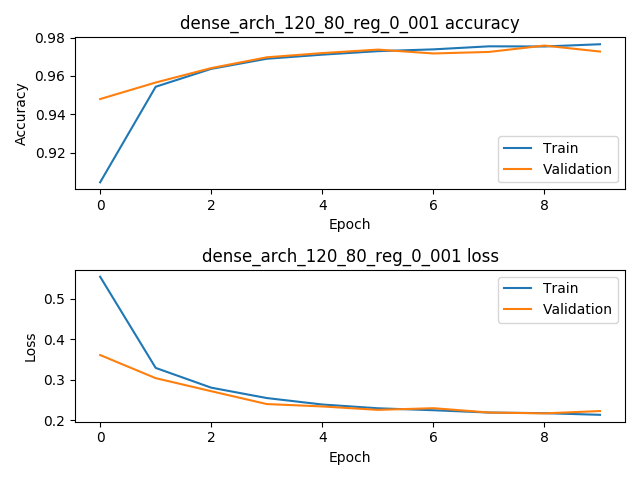 dense_arch_120_80_reg_0_001 accuracy
0.98
0.96
0.94
0.92
Accuracy
Train
Validation
0 2 4 6 8
Epoch
dense_arch_120_80_reg_0_001 loss
0.5
0.4
0.3
0.2
Loss
Train
Validation
0 2 4 6 8
Epoch